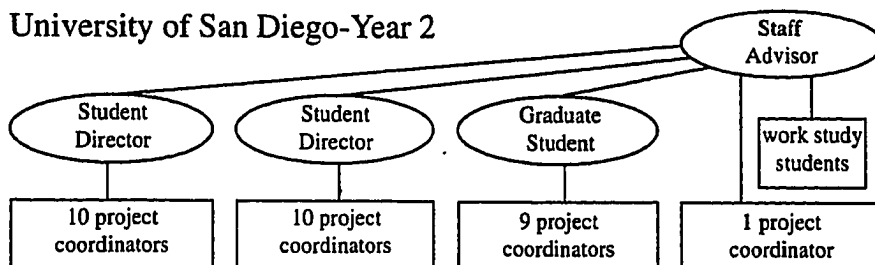 University of San Diego-Year 2
Staff
Advisor
Student
Director
Student
Director
Graduate
Student
work study
students
10 project
coordinators
10 project
coordinators
9 project
coordinators
1 project
coordinator